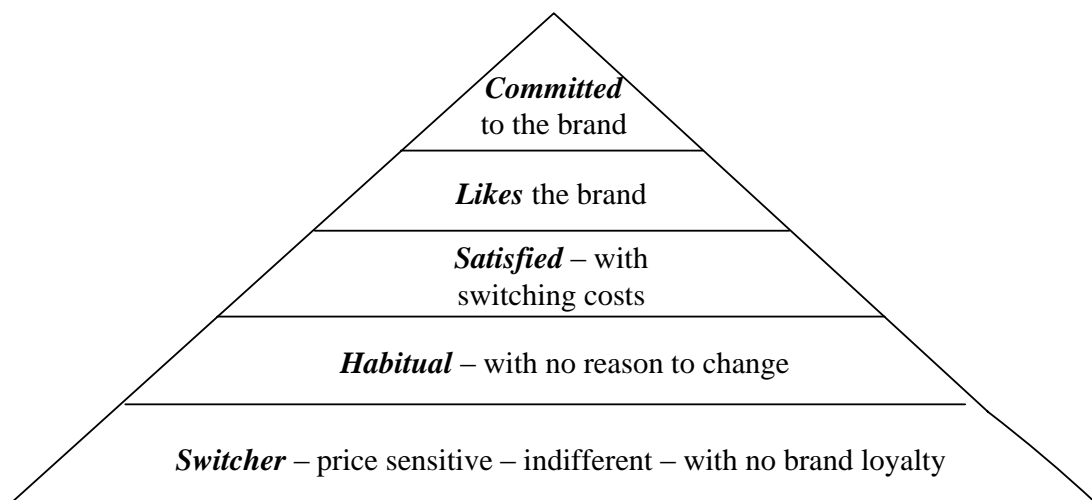 Committed
to the brand
Likes the brand
Satisfied – with
switching costs
Habitual – with no reason to change
Switcher – price sensitive – indifferent – with no brand loyalty